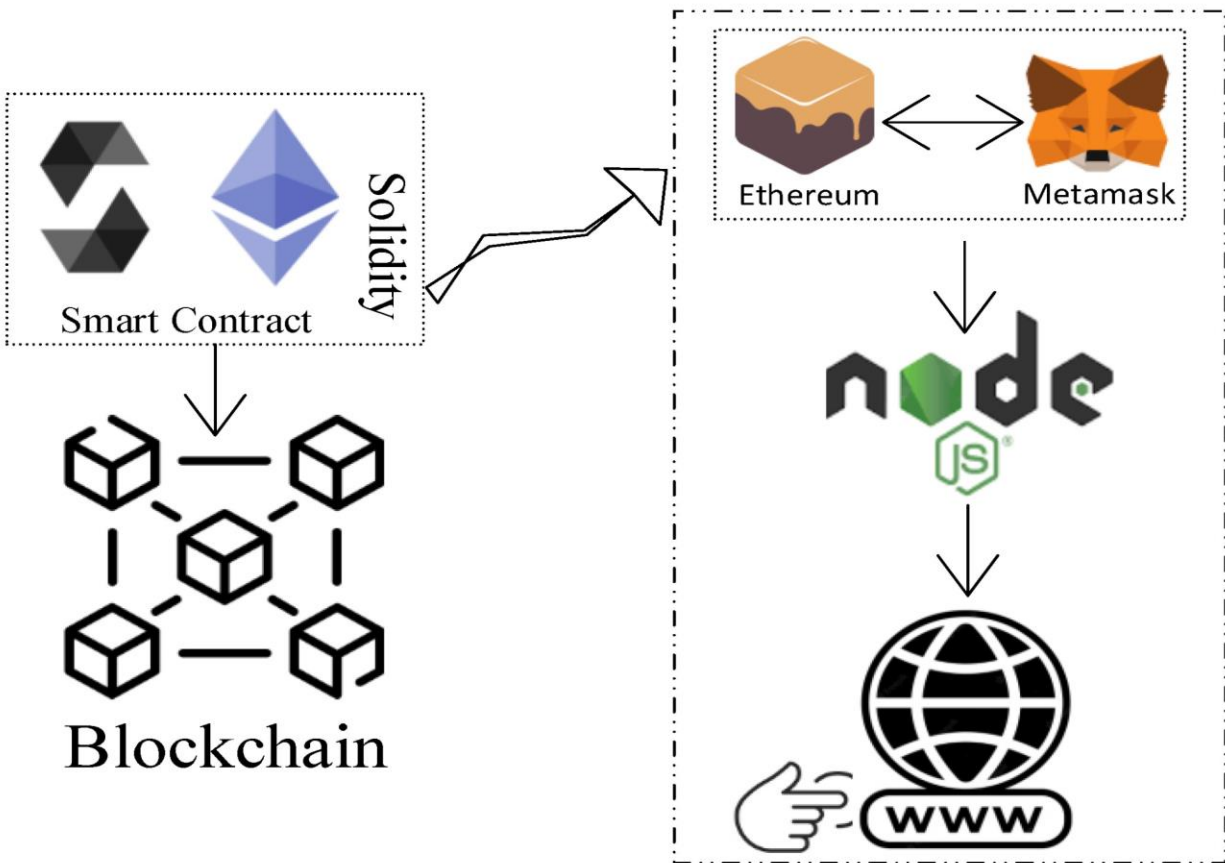 Smart Contract
Solidity
Blockchain
Ethereum
Metamask
node
JS®
www